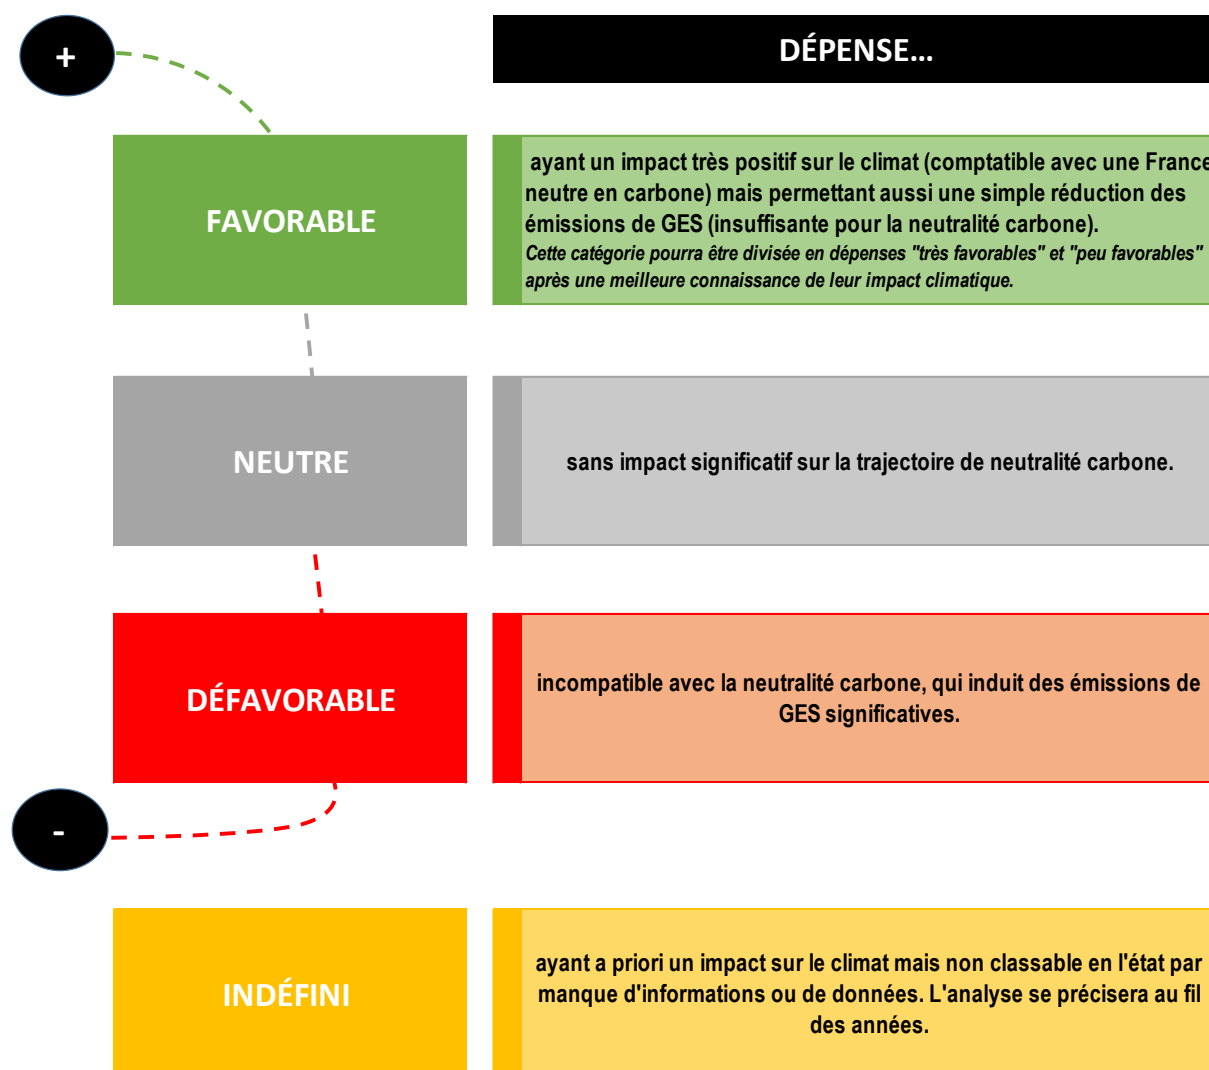 +
DÉPENSE...
FAVORABLE
ayant un impact très positif sur le climat (comptatible avec une France
neutre en carbone) mais permettant aussi une simple réduction des
émissions de GES (insuffisante pour la neutralité carbone).
Cette catégorie pourra être divisée en dépenses "très favorables" et "peu favorables"
après une meilleure connaissance de leur impact climatique.
NEUTRE
sans impact significatif sur la trajectoire de neutralité carbone.
DÉFAVORABLE
incompatible avec la neutralité carbone, qui induit des émissions de
GES significatives.
-
INDÉFINI
ayant a priori un impact sur le climat mais non classable en l'état par
manque d'informations ou de données. L'analyse se précisera au fil
des années.